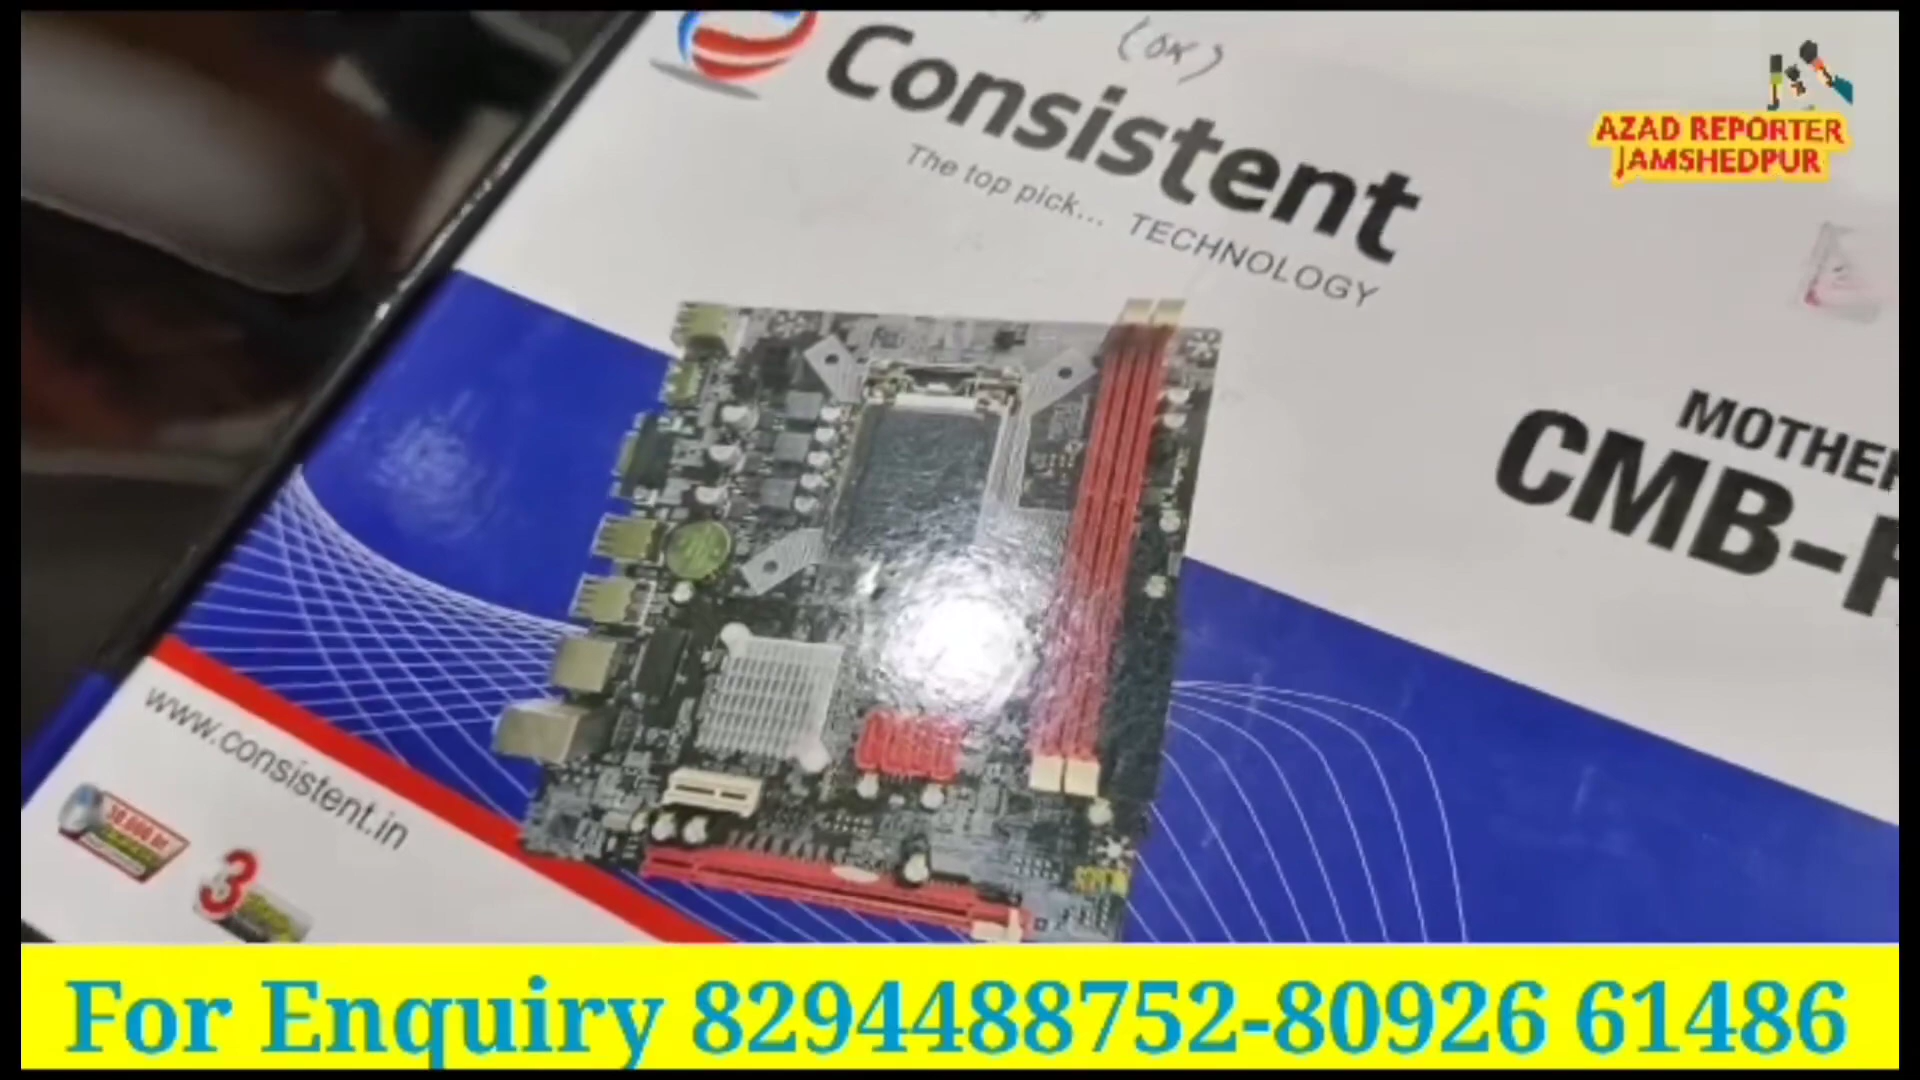 (OK)
Consistent
The top pick... TECHNOLOGY
AZAD REPORTER
JAMSHEDPUR
MOTHER
CMB-
www.consistent.in
3
For Enquiry 8294488752-80926 61486